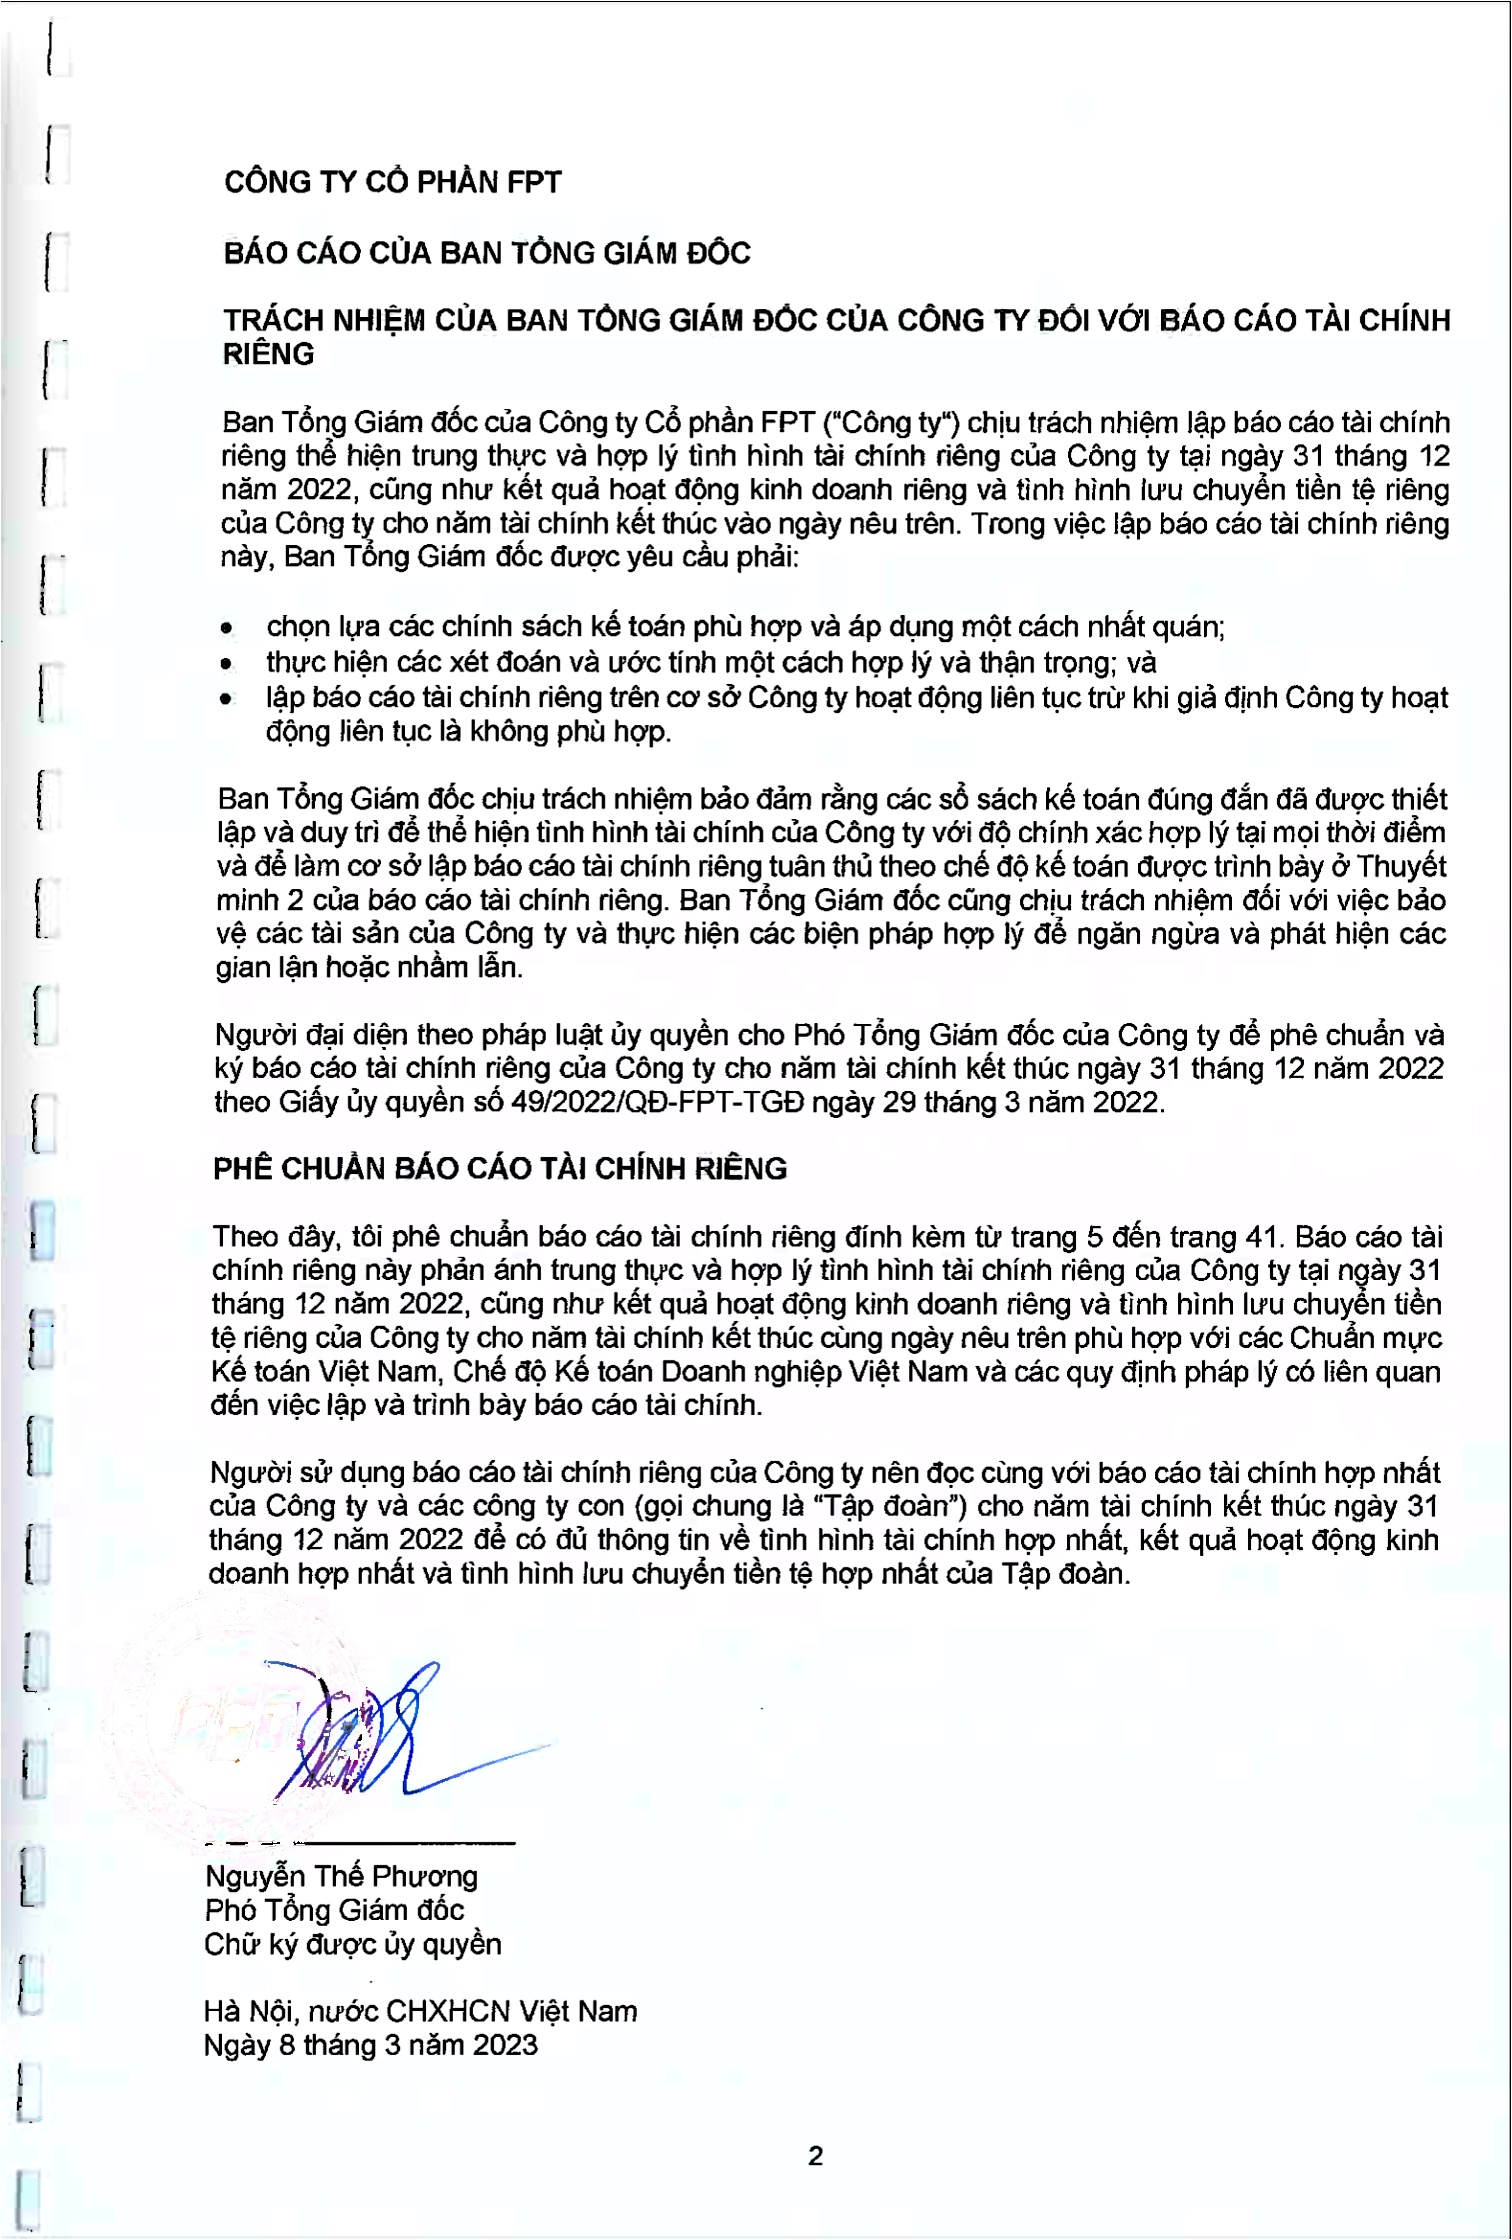 CÔNG TY CỔ PHẦN FPT
BÁO CÁO CỦA BAN TỔNG GIÁM ĐỐC
TRÁCH NHIỆM CỦA BAN TỔNG GIÁM ĐỐC CỦA CÔNG TY ĐỐI VỚI BÁO CÁO TÀI CHÍNH
RIÊNG
Ban Tổng Giám đốc của Công ty Cổ phần FPT ("Công ty") chịu trách nhiệm lập báo cáo tài chính
riêng thể hiện trung thực và hợp lý tình hình tài chính riêng của Công ty tại ngày 31 tháng 12
năm 2022, cũng như kết quả hoạt động kinh doanh riêng và tình hình lưu chuyển tiền tệ riêng
của Công ty cho năm tài chính kết thúc vào ngày nêu trên. Trong việc lập báo cáo tài chính riêng
này, Ban Tổng Giám đốc được yêu cầu phải:
• chọn lựa các chính sách kế toán phù hợp và áp dụng một cách nhất quán;
• thực hiện các xét đoán và ước tính một cách hợp lý và thận trọng; và
• lập báo cáo tài chính riêng trên cơ sở Công ty hoạt động liên tục trừ khi giả định Công ty hoạt
động liên tục là không phù hợp.
Ban Tổng Giám đốc chịu trách nhiệm bảo đảm rằng các sổ sách kế toán đúng đắn đã được thiết
lập và duy trì để thể hiện tình hình tài chính của Công ty với độ chính xác hợp lý tại mọi thời điểm
và để làm cơ sở lập báo cáo tài chính riêng tuân thủ theo chế độ kế toán được trình bày ở Thuyết
minh 2 của báo cáo tài chính riêng. Ban Tổng Giám đốc cũng chịu trách nhiệm đối với việc bảo
vệ các tài sản của Công ty và thực hiện các biện pháp hợp lý để ngăn ngừa và phát hiện các
gian lận hoặc nhầm lẫn.
Người đại diện theo pháp luật ủy quyền cho Phó Tổng Giám đốc của Công ty để phê chuẩn và
ký báo cáo tài chính riêng của Công ty cho năm tài chính kết thúc ngày 31 tháng 12 năm 2022
theo Giấy ủy quyền số 49/2022/QĐ-FPT-TGĐ ngày 29 tháng 3 năm 2022.
PHÊ CHUẨN BÁO CÁO TÀI CHÍNH RIÊNG
Theo đây, tôi phê chuẩn báo cáo tài chính riêng đính kèm từ trang 5 đến trang 41. Báo cáo tài
chính riêng này phản ánh trung thực và hợp lý tình hình tài chính riêng của Công ty tại ngày 31
tháng 12 năm 2022, cũng như kết quả hoạt động kinh doanh riêng và tình hình lưu chuyển tiền
tệ riêng của Công ty cho năm tài chính kết thúc cùng ngày nêu trên phù hợp với các Chuẩn mực
Kế toán Việt Nam, Chế độ Kế toán Doanh nghiệp Việt Nam và các quy định pháp lý có liên quan
đến việc lập và trình bày báo cáo tài chính.
Người sử dụng báo cáo tài chính riêng của Công ty nên đọc cùng với báo cáo tài chính hợp nhất
của Công ty và các công ty con (gọi chung là “Tập đoàn”) cho năm tài chính kết thúc ngày 31
tháng 12 năm 2022 để có đủ thông tin về tình hình tài chính hợp nhất, kết quả hoạt động kinh
doanh hợp nhất và tình hình lưu chuyển tiền tệ hợp nhất của Tập đoàn.
FPT
Nguyễn Thế Phương
Phó Tổng Giám đốc
Chữ ký được ủy quyền
Hà Nội, nước CHXHCN Việt Nam
Ngày 8 tháng 3 năm 2023
2